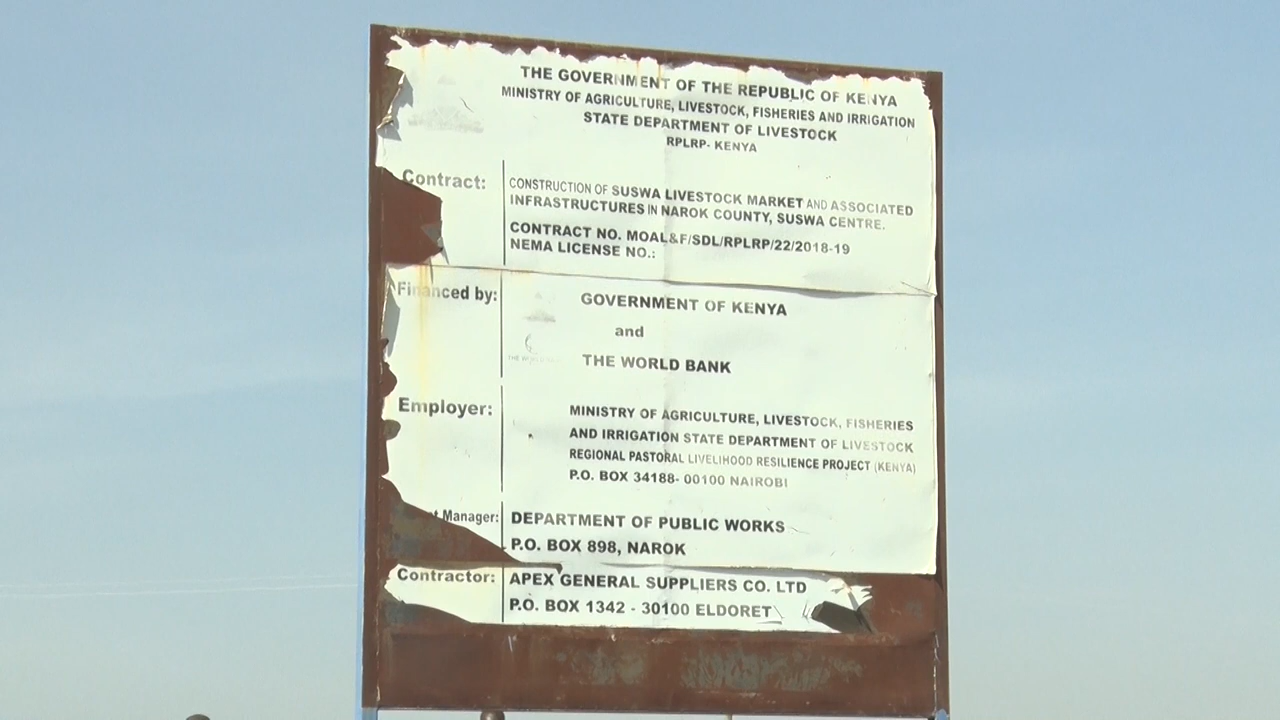 THE GOVERNMENT OF THE REPUBLIC OF KENYA
MINISTRY OF AGRICULTURE, LIVESTOCK, FISHERIES AND IRRIGATION
STATE DEPARTMENT OF LIVESTOCK
RPLRP- KENYA
Contract: CONSTRUCTION OF SUSWA LIVESTOCK MARKET AND ASSOCIATED
INFRASTRUCTURES IN NAROK COUNTY, SUSWA CENTRE.
CONTRACT NO. MOAL&F/SDL/RPLRP/22/2018-19
NEMA LICENSE NO.:
Financed by: GOVERNMENT OF KENYA
and
THE WORLD BANK
Employer: MINISTRY OF AGRICULTURE, LIVESTOCK, FISHERIES
AND IRRIGATION STATE DEPARTMENT OF LIVESTOCK
REGIONAL PASTORAL LIVELIHOOD RESILIENCE PROJECT (KENYA)
P.O. BOX 34188- 00100 NAIROBI
Manager: DEPARTMENT OF PUBLIC WORKS
P.O. BOX 898, NAROK
Contractor: APEX GENERAL SUPPLIERS CO. LTD
P.O. BOX 1342 - 30100 ELDORET